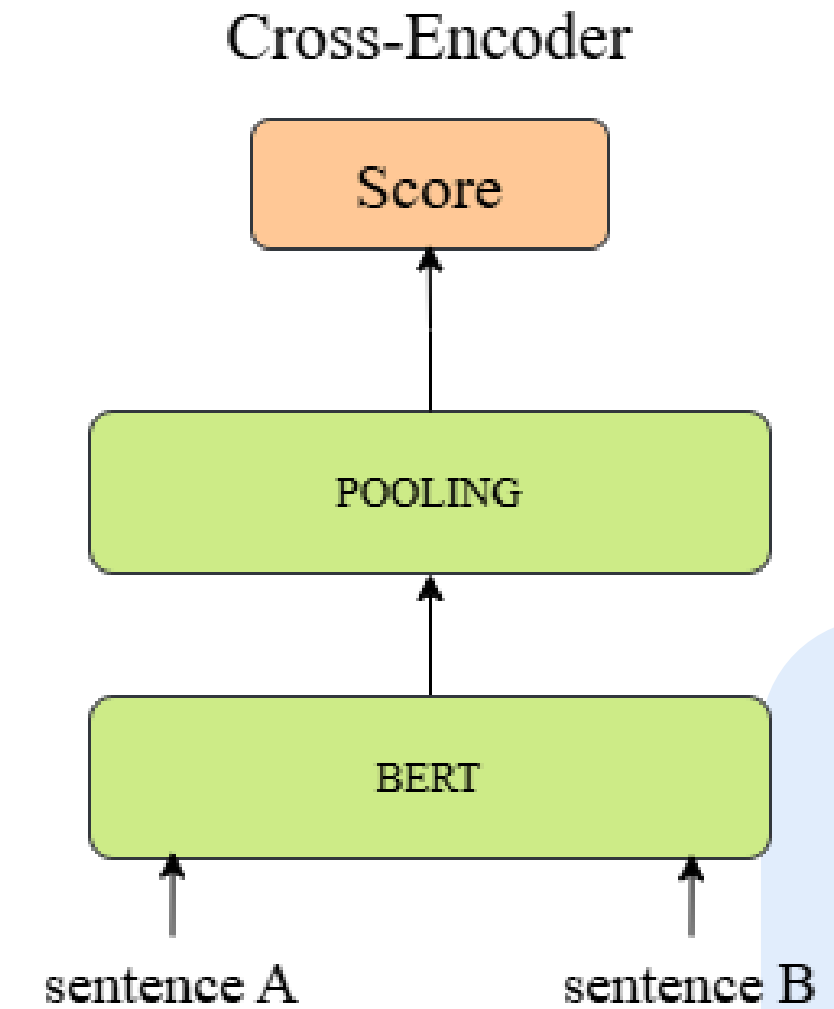 Cross-Encoder
Score
POOLING
BERT
sentence A
sentence B